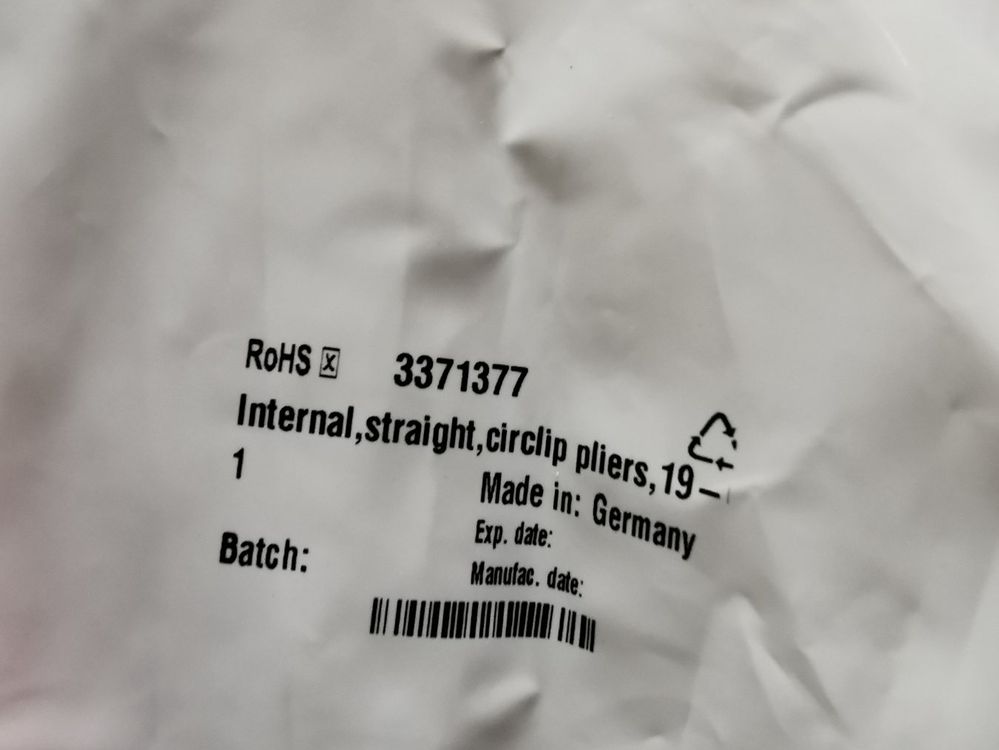 RoHS x 3371377
Internal,straight,circlip pliers,19-
1
Made in: Germany
Exp. date:
Batch:
Manufac. date: